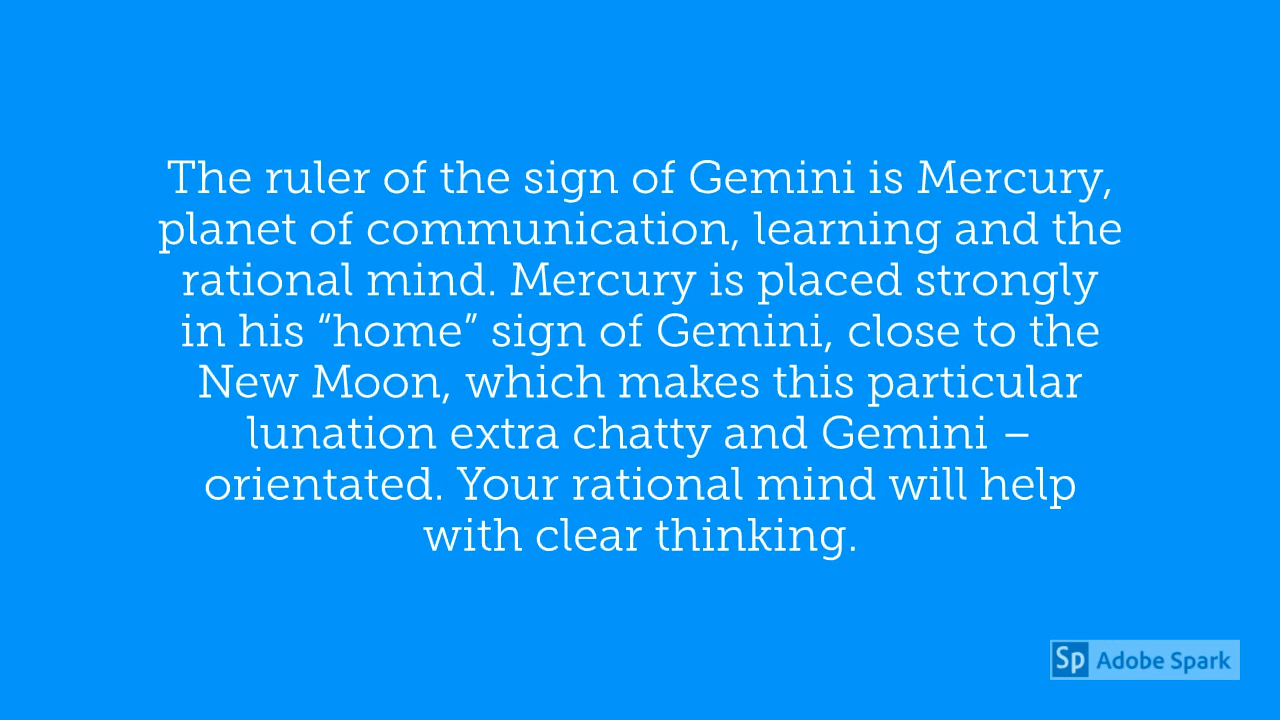 The ruler of the sign of Gemini is Mercury,
planet of communication, learning and the
rational mind. Mercury is placed strongly
in his “home” sign of Gemini, close to the
New Moon, which makes this particular
lunation extra chatty and Gemini –
orientated. Your rational mind will help
with clear thinking.
Sp Adobe Spark